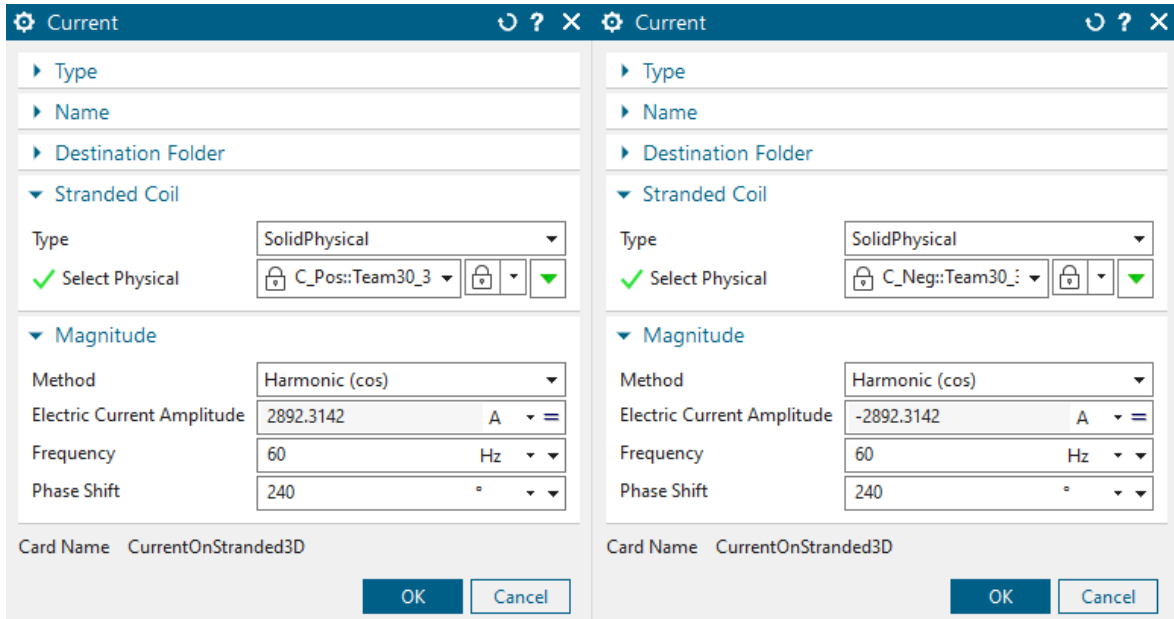 Current ?
Type
Name
Destination Folder
Stranded Coil
Type SolidPhysical
Select Physical C_Pos::Team30_3
Magnitude
Method Harmonic (cos)
Electric Current Amplitude 2892.3142 A =
Frequency 60 Hz
Phase Shift 240 °
Card Name CurrentOnStranded3D
OK Cancel
Current ?
Type
Name
Destination Folder
Stranded Coil
Type SolidPhysical
Select Physical C_Neg::Team30_3
Magnitude
Method Harmonic (cos)
Electric Current Amplitude -2892.3142 A =
Frequency 60 Hz
Phase Shift 240 °
Card Name CurrentOnStranded3D
OK Cancel